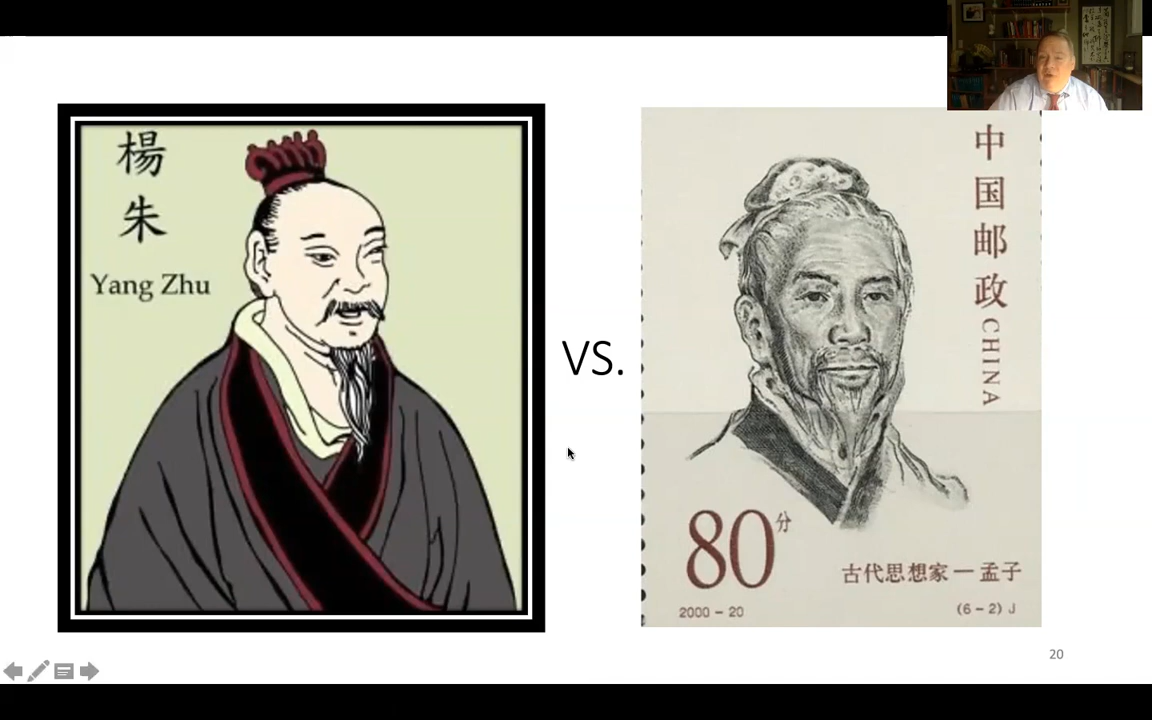 楊
朱
Yang Zhu
VS.
中国邮政
CHINA
80分
古代思想家—孟子
2000-20
(6-2) J
20